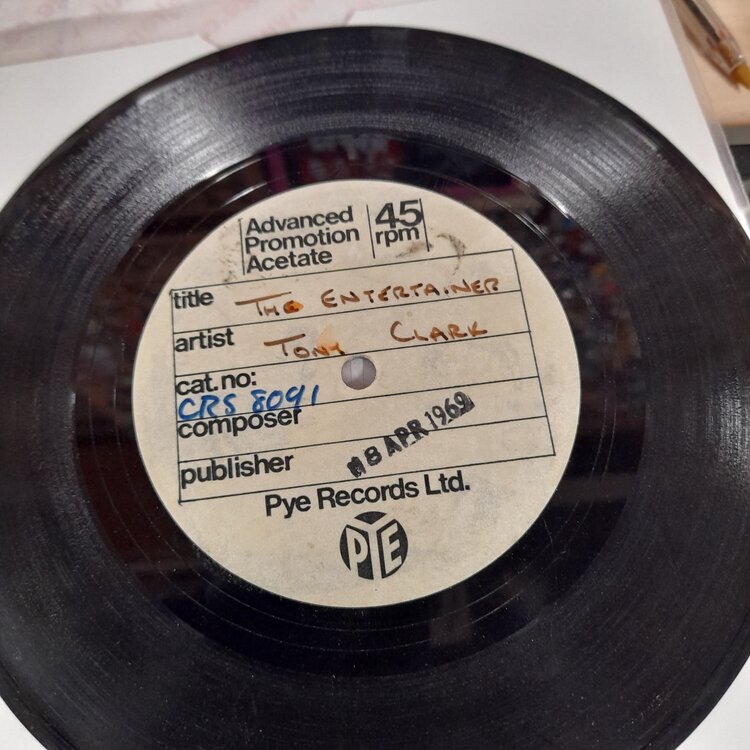 Advanced
Promotion
Acetate
45
rpm
title THE ENTERTAINER
artist TONY CLARK
cat. no:
CRS 8091
composer
publisher
8 APR 1969
Pye Records Ltd.
PYE